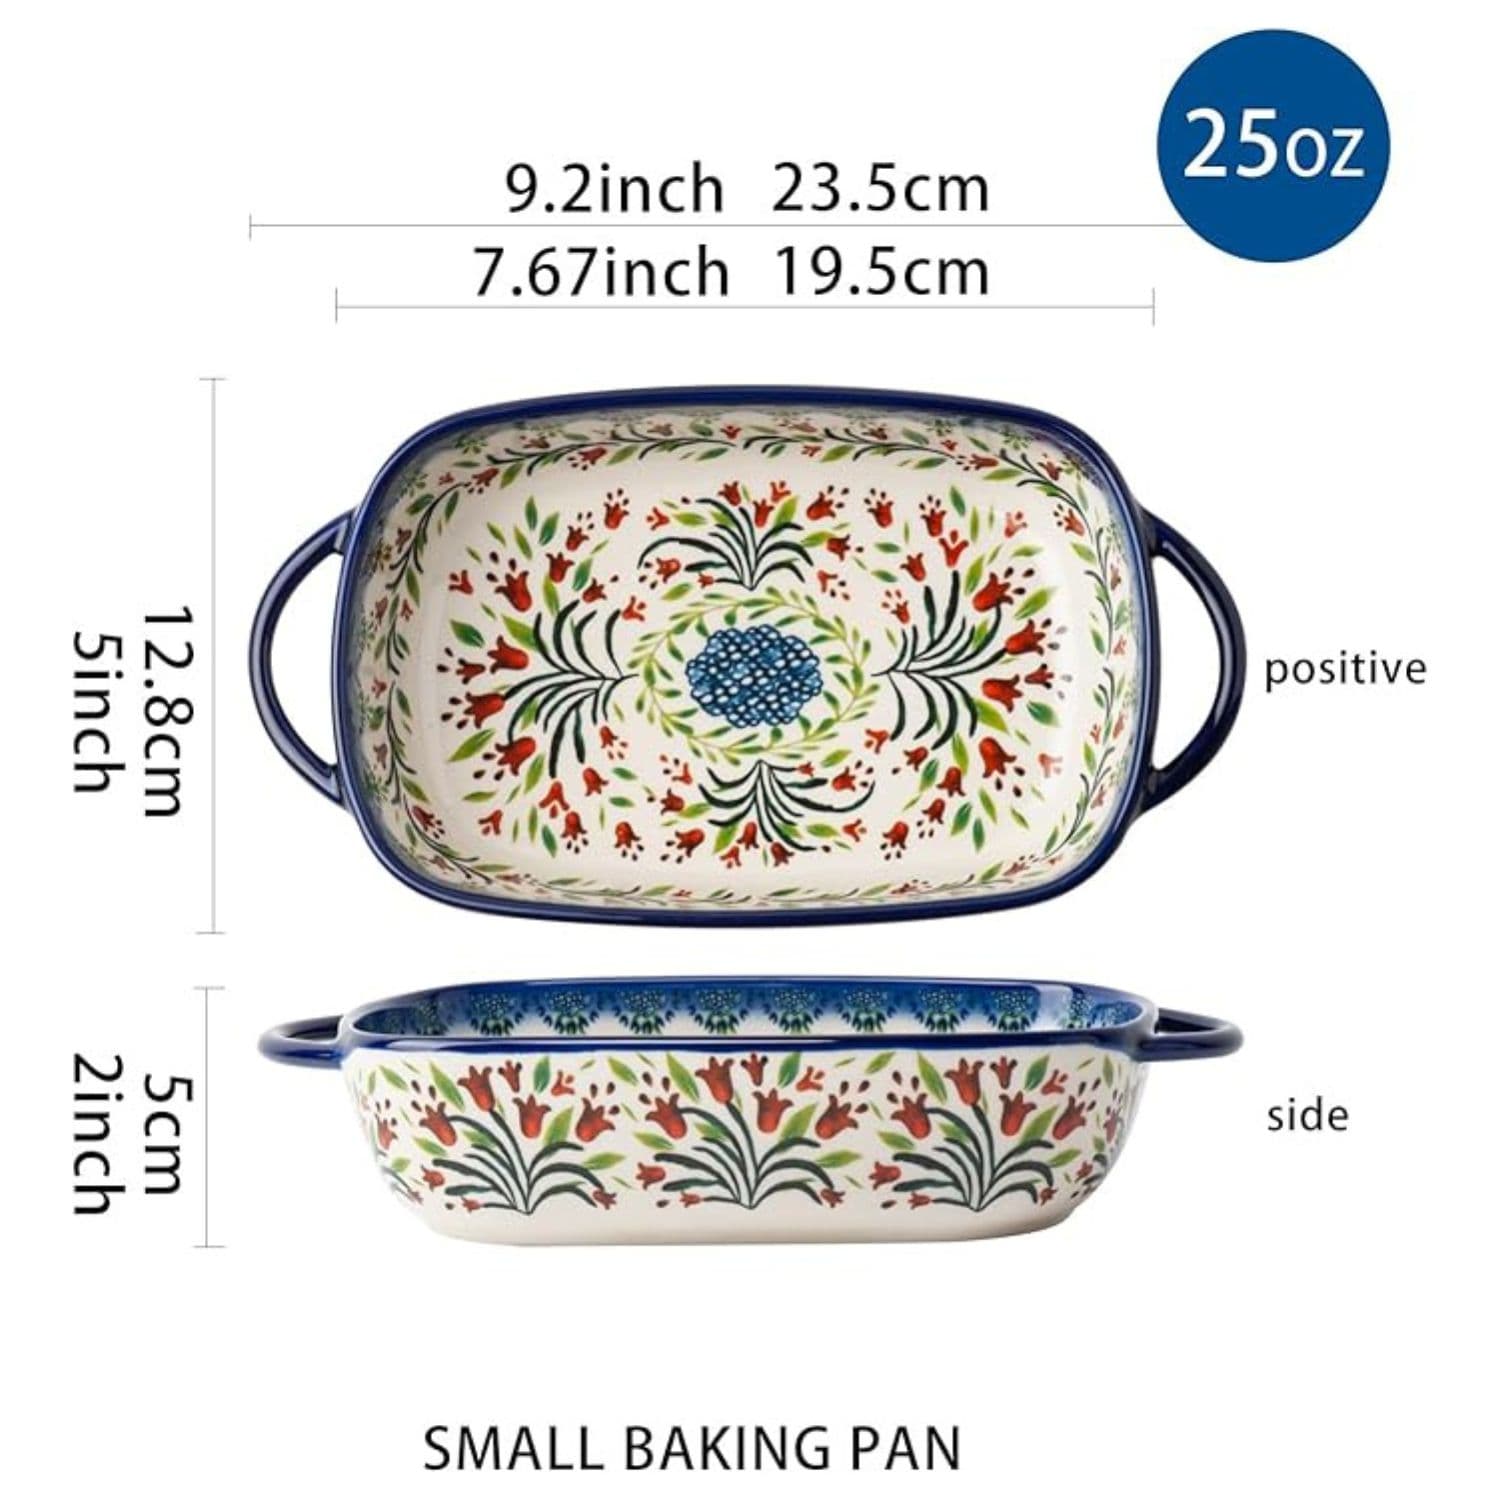 25oz
9.2inch 23.5cm
7.67inch 19.5cm
12.8cm
5inch
positive
5cm
2inch
side
SMALL BAKING PAN